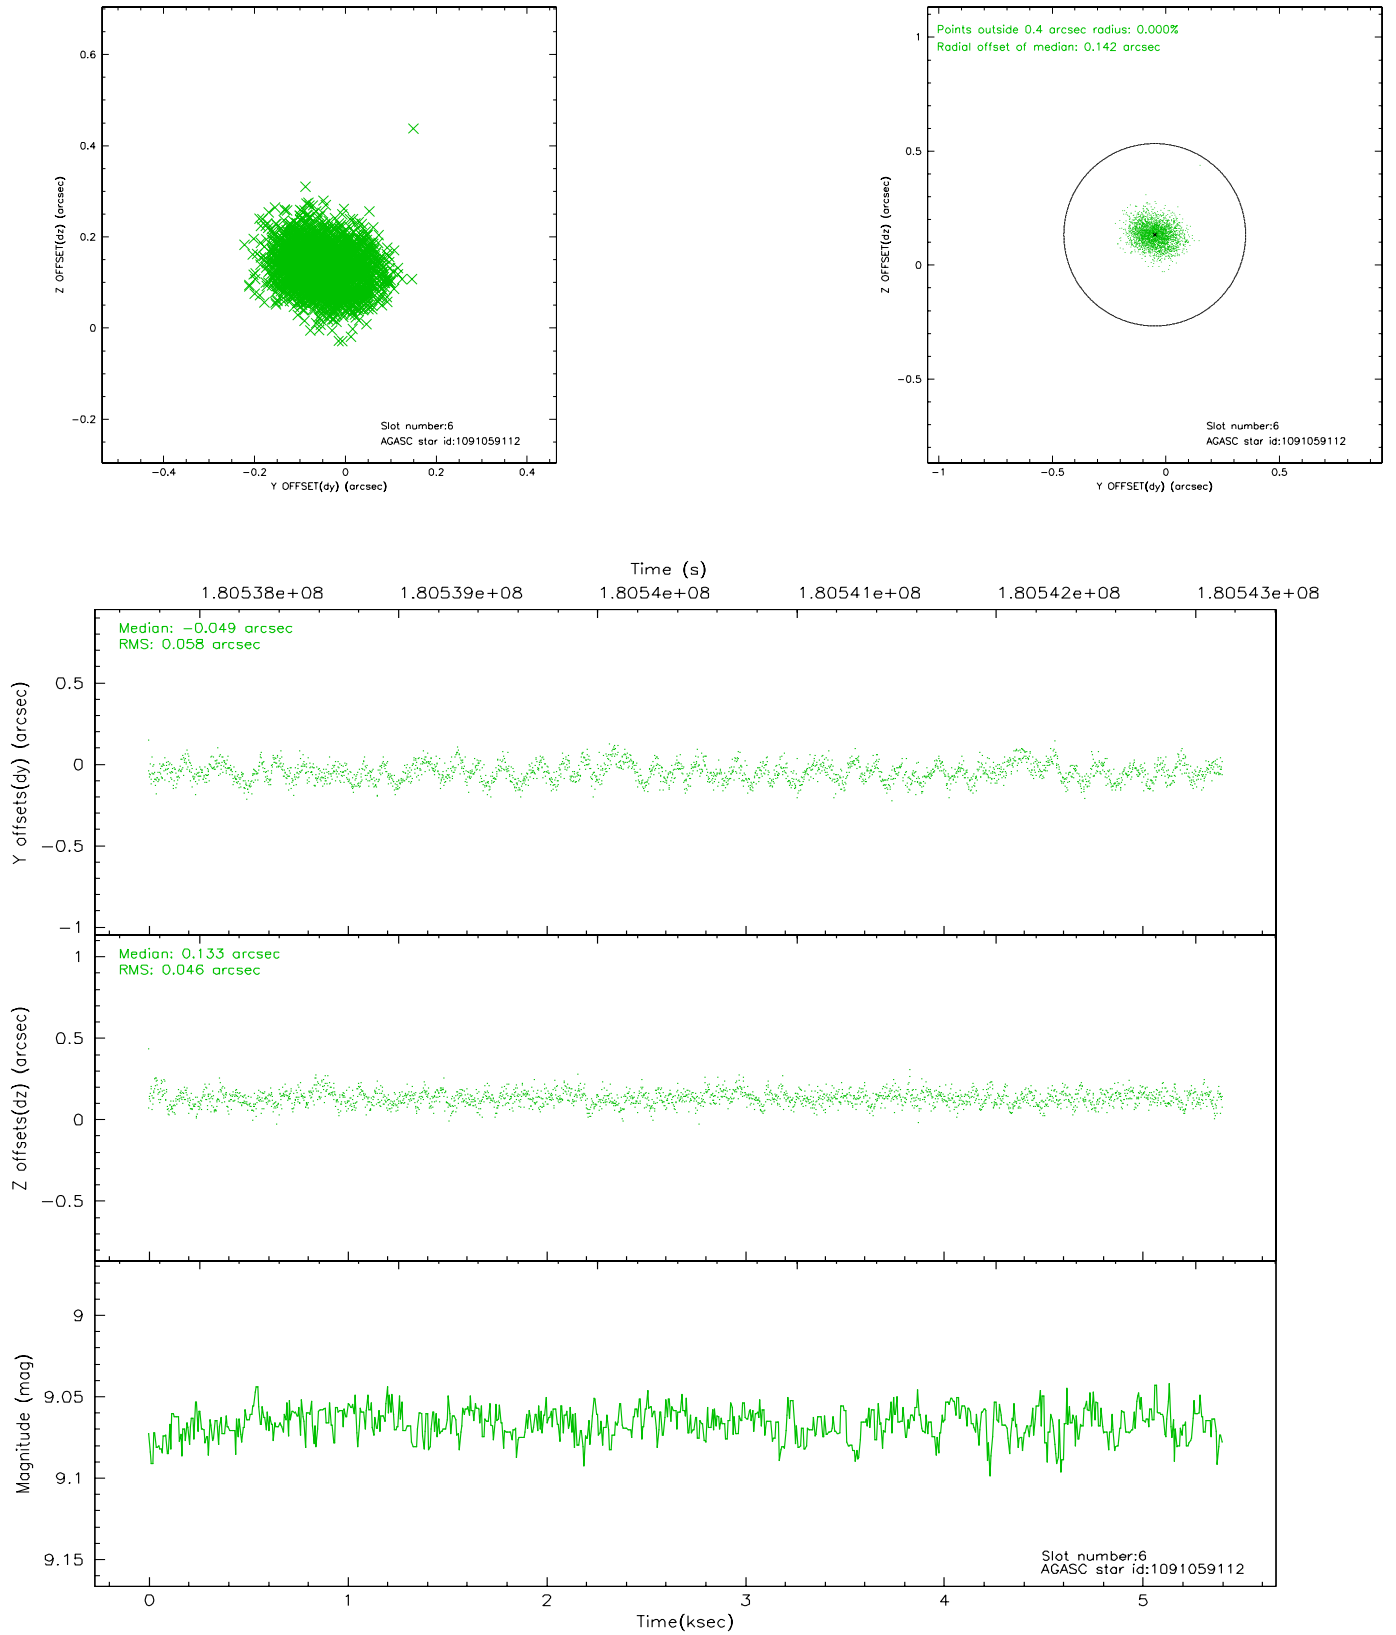 0.6
0.4
0.2
0
−0.2
Z OFFSET(dz) (arcsec)
Slot number:6
AGASC star id:1091059112
−0.4 −0.2 0 0.2 0.4
Y OFFSET(dy) (arcsec)
Points outside 0.4 arcsec radius: 0.000%
Radial offset of median: 0.142 arcsec
1
0.5
0
−0.5
Z OFFSET(dz) (arcsec)
Slot number:6
AGASC star id:1091059112
−1 −0.5 0 0.5
Y OFFSET(dy) (arcsec)
Time (s)
1.80538e+08 1.80539e+08 1.8054e+08 1.80541e+08 1.80542e+08 1.80543e+08
Median: −0.049 arcsec
RMS: 0.058 arcsec
0.5
0
−0.5
−1
Y offsets(dy) (arcsec)
Median: 0.133 arcsec
RMS: 0.046 arcsec
1
0.5
0
−0.5
Z offsets(dz) (arcsec)
9
9.05
9.1
9.15
Magnitude (mag)
Slot number:6
AGASC star id:1091059112
0 1 2 3 4 5
Time(ksec)